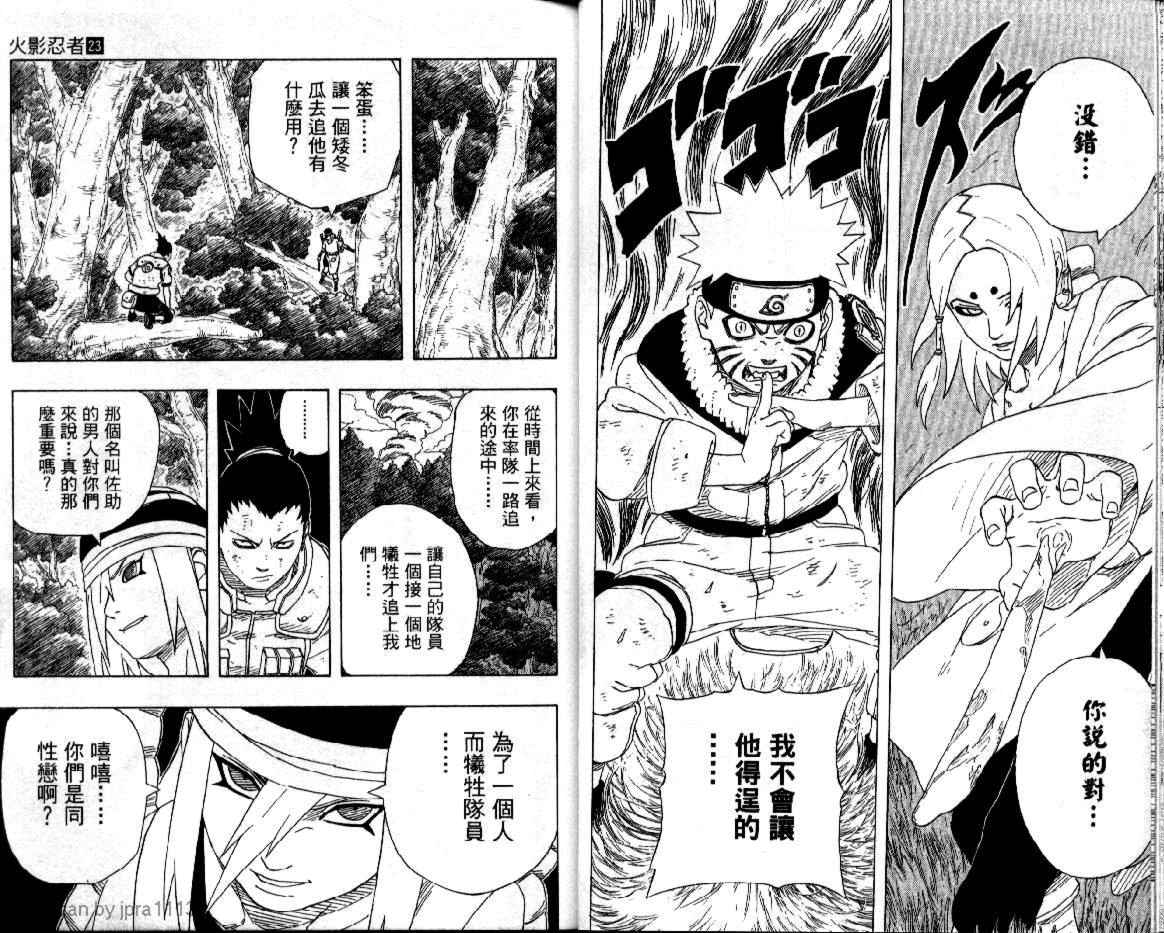 没錯…
你說的對…
ズッ
ゴゴゴ
我不會讓
他得逞的
……
火影忍者23
笨蛋……
讓一個矮冬
瓜去追他有
什麼用？
從時間上來看，
你在率隊一路追
來的途中……
讓自己的隊員
一個接一個地
犧牲才追上我
們……
……
那個名叫佐助
的男人對你們
來說…真的那
麼重要嗎？
為了一個人
而犧牲隊員
……
嘻嘻……
你們是同
性戀啊？
an by jpra1113